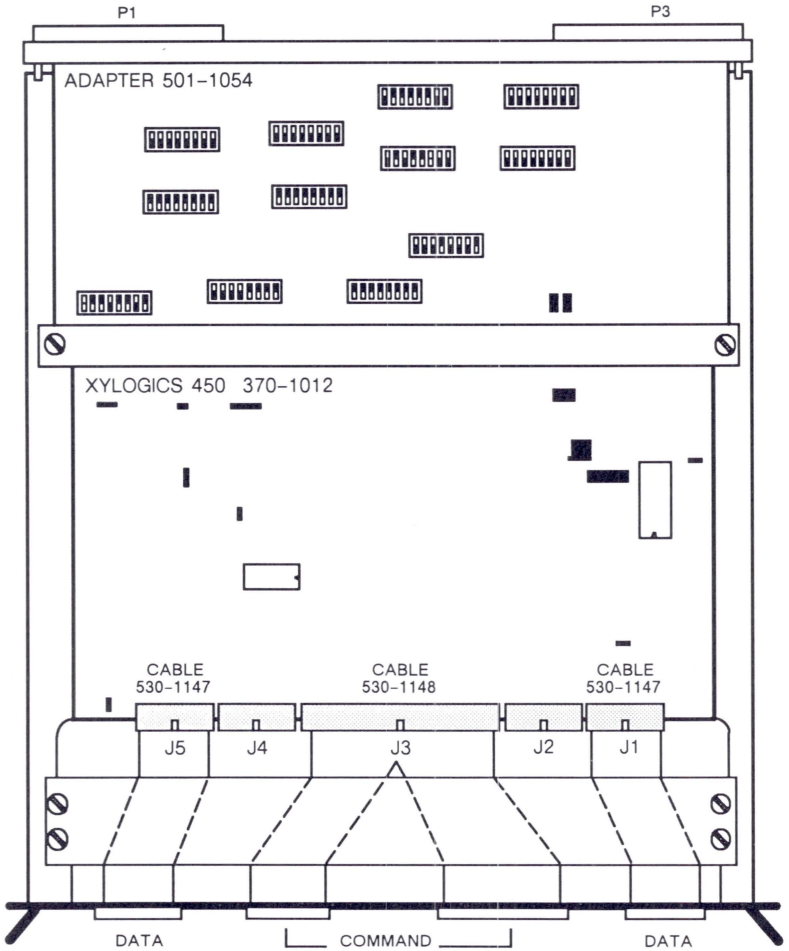 P1
P3
ADAPTER 501-1054
XYLOGICS 450 370-1012
CABLE
530-1147
CABLE
530-1148
CABLE
530-1147
J5
J4
J3
J2
J1
DATA
COMMAND
DATA